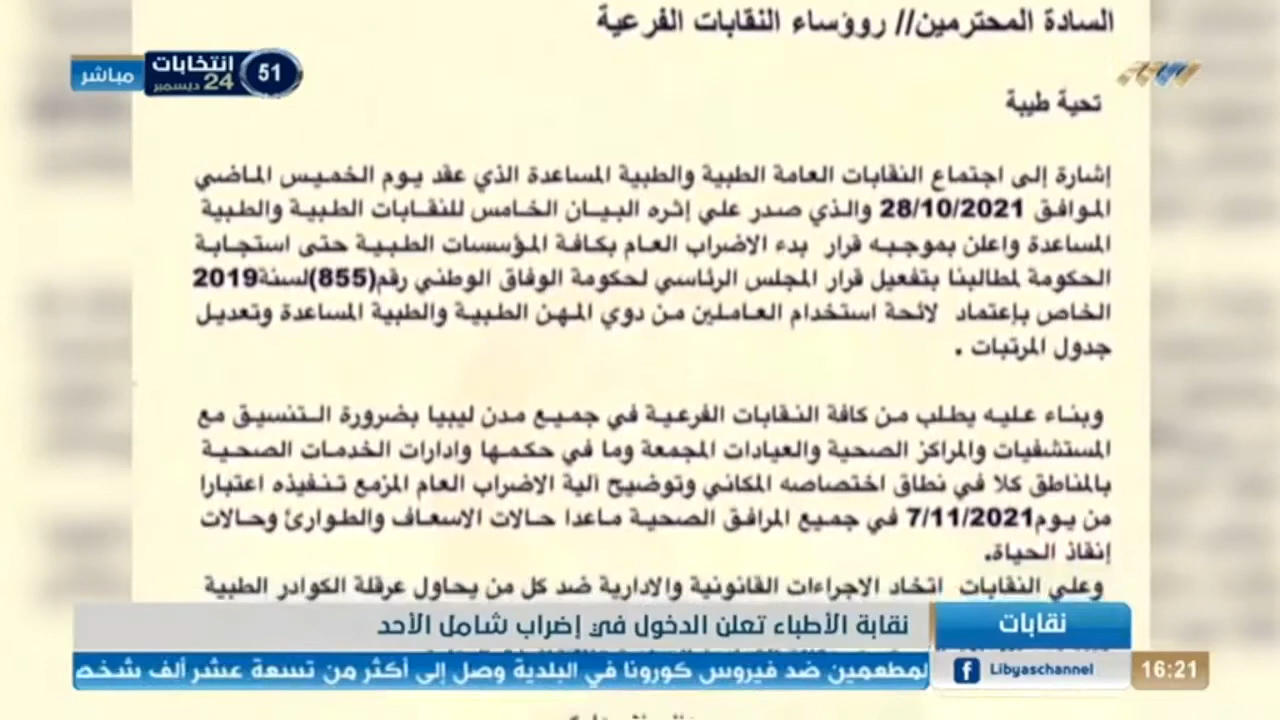 السادة المحترمين// رووؤساء النقابات الفرعية
51
انتخابات
24 ديسمبر
مباشر
تحية طيبة
إشارة إلى اجتماع النقابات العامة الطبية والطبية المساعدة الذي عقد يوم الخميس الماضي
الموافق 28/10/2021 والذي صدر علي إثره البيان الخامس للنقابات الطبية والطبية
المساعدة واعلن بموجبه قرار بدء الاضراب العام بكافة المؤسسات الطبية حتى استجابة
الحكومة لمطالبنا بتفعيل قرار المجلس الرئاسي لحكومة الوفاق الوطني رقم(855)لسنة2019
الخاص بإعتماد لائحة استخدام العاملين من دوي المهن الطبية والطبية المساعدة وتعديل
جدول المرتبات .
وبناء عليه يطلب من كافة النقابات الفرعية في جميع مدن ليبيا بضرورة التنسيق مع
المستشفيات والمراكز الصحية والعيادات المجمعة وما في حكمها وادارات الخدمات الصحية
بالمناطق كلا في نطاق اختصاصه المكاني وتوضيح آلية الاضراب العام المزمع تنفيذه اعتبارا
من يوم7/11/2021 في جميع المرافق الصحية ماعدا حالات الاسعاف والطوارئ وحالات
إنقاذ الحياة.
وعلي النقابات اتخاد الاجراءات القانونية والادارية ضد كل من يحاول عرقلة الكوادر الطبية
نقابات
نقابة الأطباء تعلن الدخول في إضراب شامل الأحد
16:21
Libyaschannel
لمطعمين ضد فيروس كورونا في البلدية وصل إلى أكثر من تسعة عشر ألف شخص